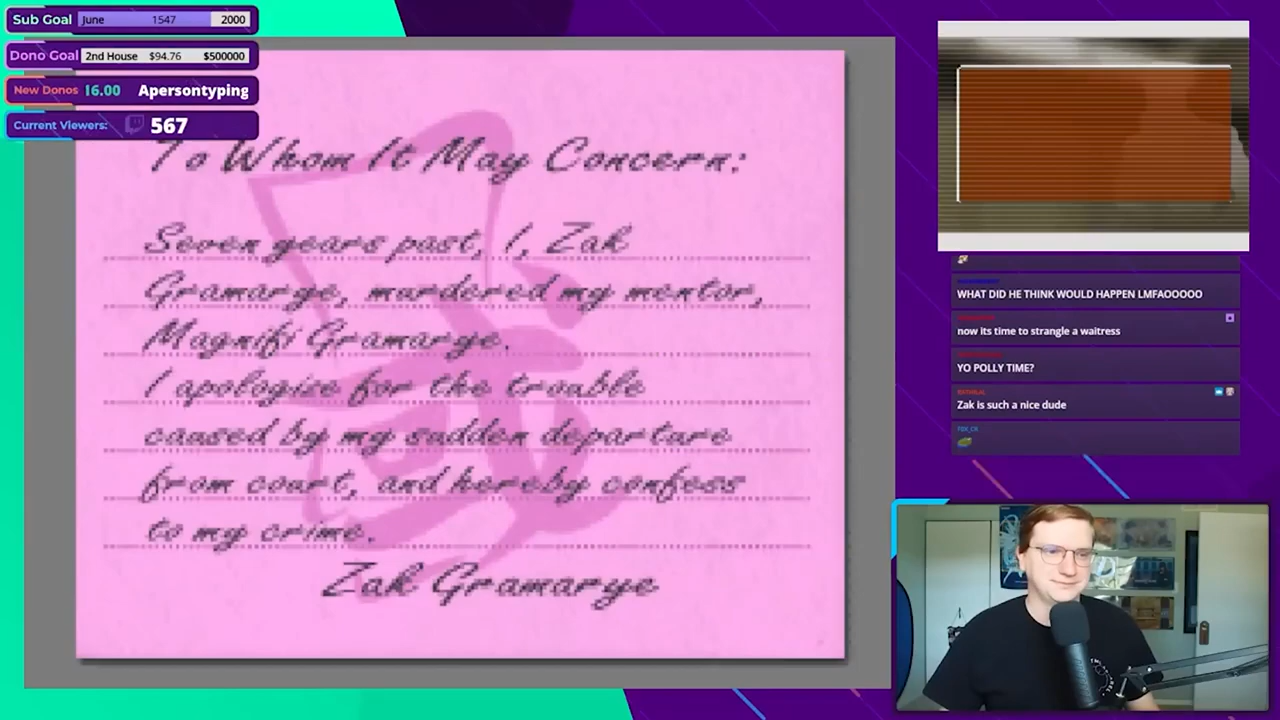 Sub Goal June 1547 2000
Dono Goal 2nd House $94.76 $500000
New Donos 16.00 Apersontyping
Current Viewers: 567
To Whom It May Concern:
Seven years past, I, Zak
Gramarye, murdered my mentor,
Magnifi Gramarye.
I apologize for the trouble
caused by my sudden departure
from court, and hereby confess
to my crime.
Zak Gramarye
WHAT DID HE THINK WOULD HAPPEN LMFAOOOOO
now its time to strangle a waitress
YO POLLY TIME?
Zak is such a nice dude